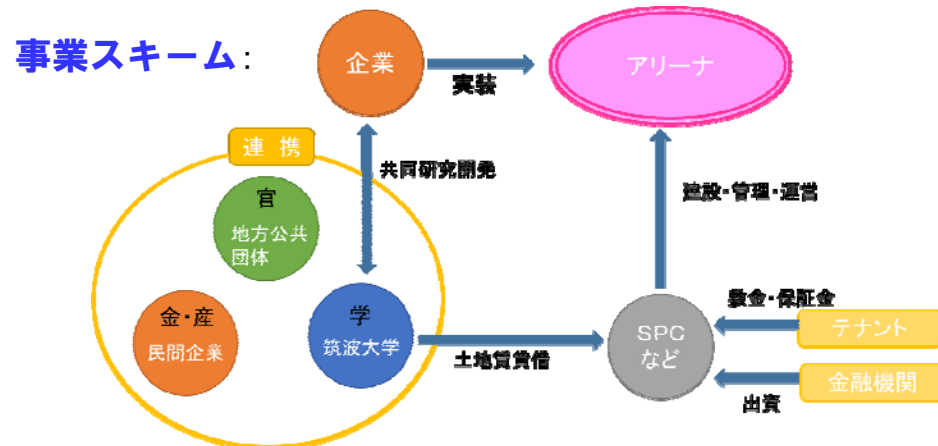 事業スキーム：
企業
アリーナ
実装
連 携
共同研究開発
官
地方公共
団体
建設・管理・運営
金・産
民間企業
学
筑波大学
土地賃貸借
SPC
など
敷金・保証金
テナント
金融機関
出資